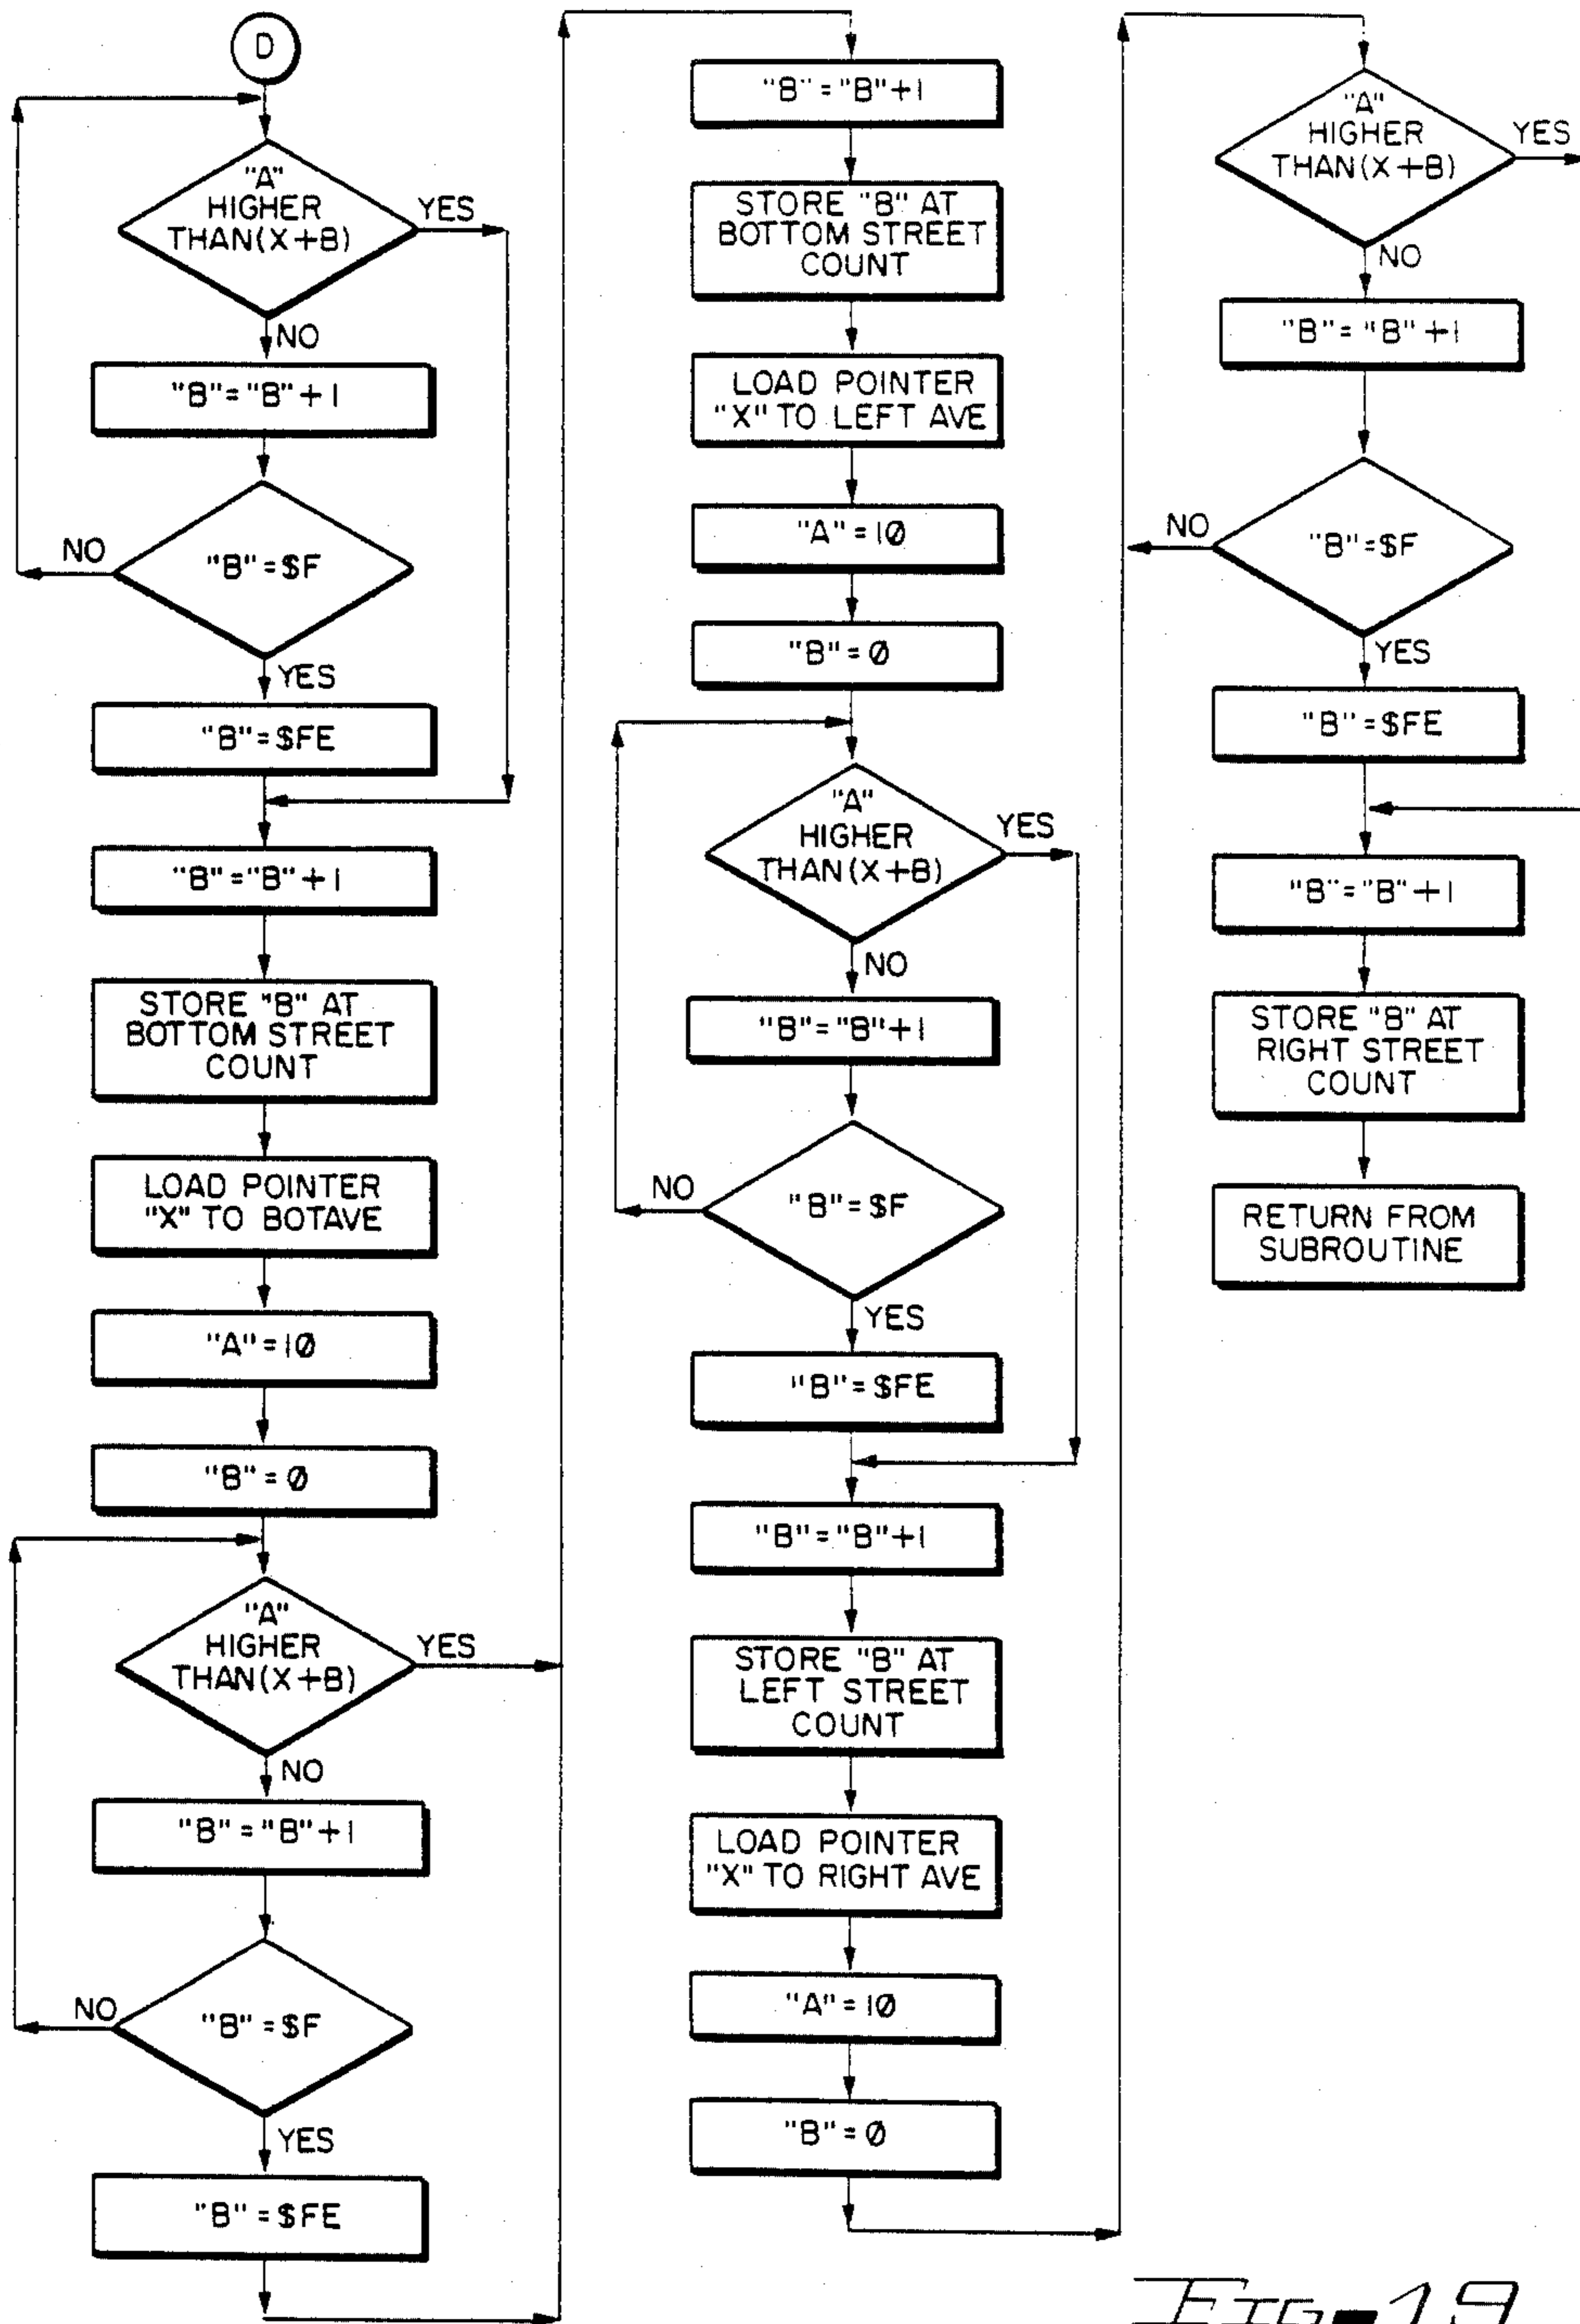 D
"A"
HIGHER
THAN(X+B)
YES
NO
"B"="B"+1
"B"=$F
NO
YES
"B"=$FE
"B"="B"+1
STORE "B" AT
BOTTOM STREET
COUNT
LOAD POINTER
"X" TO BOTAVE
"A"=10
"B"=0
"A"
HIGHER
THAN(X+B)
YES
NO
"B"="B"+1
"B"=$F
NO
YES
"B"=$FE
"B"="B"+1
STORE "B" AT
BOTTOM STREET
COUNT
LOAD POINTER
"X" TO LEFT AVE
"A"=10
"B"=0
"A"
HIGHER
THAN(X+B)
YES
NO
"B"="B"+1
"B"=$F
NO
YES
"B"=$FE
"B"="B"+1
STORE "B" AT
LEFT STREET
COUNT
LOAD POINTER
"X" TO RIGHT AVE
"A"=10
"B"=0
"A"
HIGHER
THAN(X+B)
YES
NO
"B"="B"+1
"B"=$F
NO
YES
"B"=$FE
"B"="B"+1
STORE "B" AT
RIGHT STREET
COUNT
RETURN FROM
SUBROUTINE
FIG-19